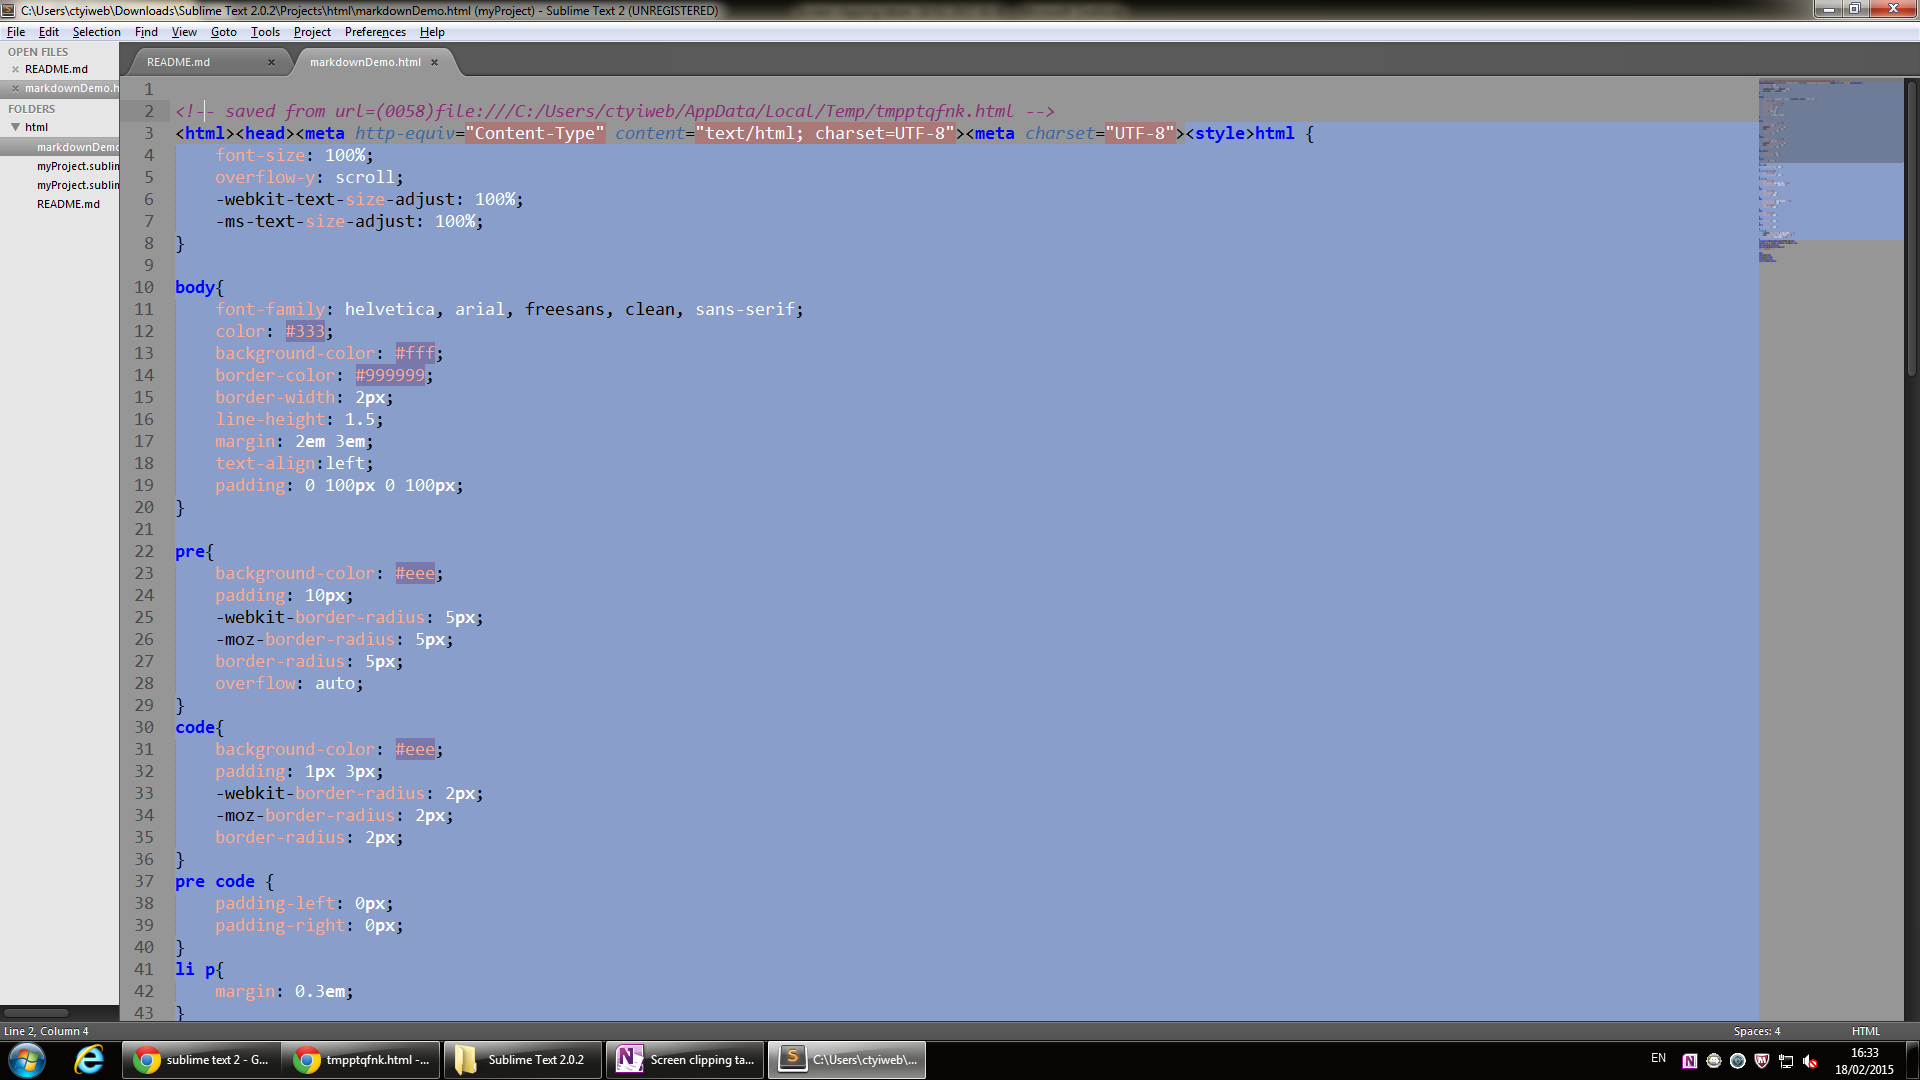 C:\Users\ctyiweb\Downloads\Sublime Text 2.0.2\Projects\html\markdownDemo.html (myProject) - Sublime Text 2 (UNREGISTERED)
File Edit Selection Find View Goto Tools Project Preferences Help
OPEN FILES
README.md
markdownDemo.h
FOLDERS
html
markdownDemo
myProject.sublim
myProject.sublim
README.md
README.md
markdownDemo.html
1
2 <!-- saved from url=(0058)file:///C:/Users/ctyiweb/AppData/Local/Temp/tmpptqfnk.html -->
3 <html><head><meta http-equiv="Content-Type" content="text/html; charset=UTF-8"><meta charset="UTF-8"><style>html {
4 font-size: 100%;
5 overflow-y: scroll;
6 -webkit-text-size-adjust: 100%;
7 -ms-text-size-adjust: 100%;
8 }
9
10 body{
11 font-family: helvetica, arial, freesans, clean, sans-serif;
12 color: #333;
13 background-color: #fff;
14 border-color: #999999;
15 border-width: 2px;
16 line-height: 1.5;
17 margin: 2em 3em;
18 text-align:left;
19 padding: 0 100px 0 100px;
20 }
21
22 pre{
23 background-color: #eee;
24 padding: 10px;
25 -webkit-border-radius: 5px;
26 -moz-border-radius: 5px;
27 border-radius: 5px;
28 overflow: auto;
29 }
30 code{
31 background-color: #eee;
32 padding: 1px 3px;
33 -webkit-border-radius: 2px;
34 -moz-border-radius: 2px;
35 border-radius: 2px;
36 }
37 pre code {
38 padding-left: 0px;
39 padding-right: 0px;
40 }
41 li p{
42 margin: 0.3em;
43 }
Line 2, Column 4 Spaces: 4 HTML
sublime text 2 - G... tmpptqfnk.html -... Sublime Text 2.0.2 Screen clipping ta... C:\Users\ctyiweb\... EN 16:33
18/02/2015